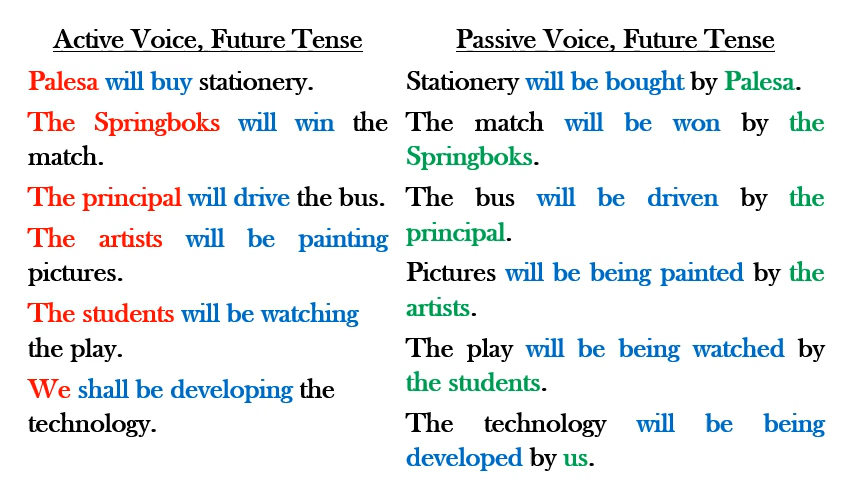 Active Voice, Future Tense
Palesa will buy stationery.
The Springboks will win the
match.
The principal will drive the bus.
The artists will be painting
pictures.
The students will be watching
the play.
We shall be developing the
technology.
Passive Voice, Future Tense
Stationery will be bought by Palesa.
The match will be won by the
Springboks.
The bus will be driven by the
principal.
Pictures will be being painted by the
artists.
The play will be being watched by
the students.
The technology will be being
developed by us.